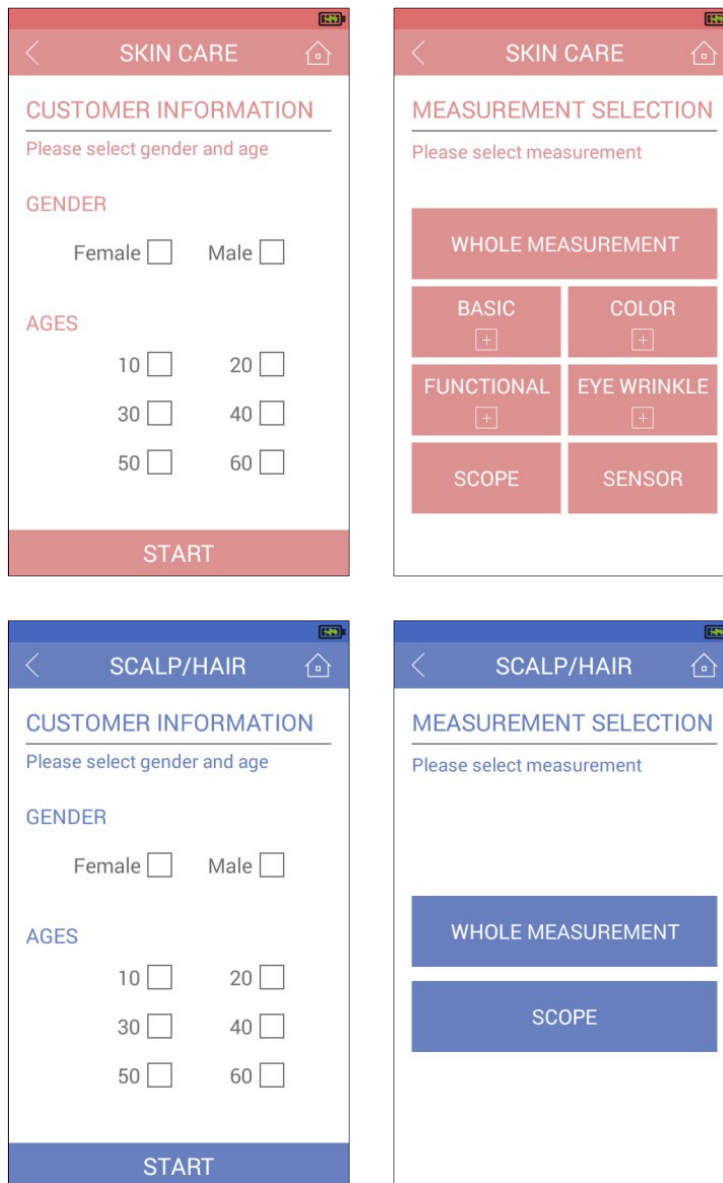 SKIN CARE
CUSTOMER INFORMATION
Please select gender and age
GENDER
Female Male
AGES
10 20
30 40
50 60
START
SKIN CARE
MEASUREMENT SELECTION
Please select measurement
WHOLE MEASUREMENT
BASIC COLOR
+ +
FUNCTIONAL EYE WRINKLE
+ +
SCOPE SENSOR
SCALP/HAIR
CUSTOMER INFORMATION
Please select gender and age
GENDER
Female Male
AGES
10 20
30 40
50 60
START
SCALP/HAIR
MEASUREMENT SELECTION
Please select measurement
WHOLE MEASUREMENT
SCOPE